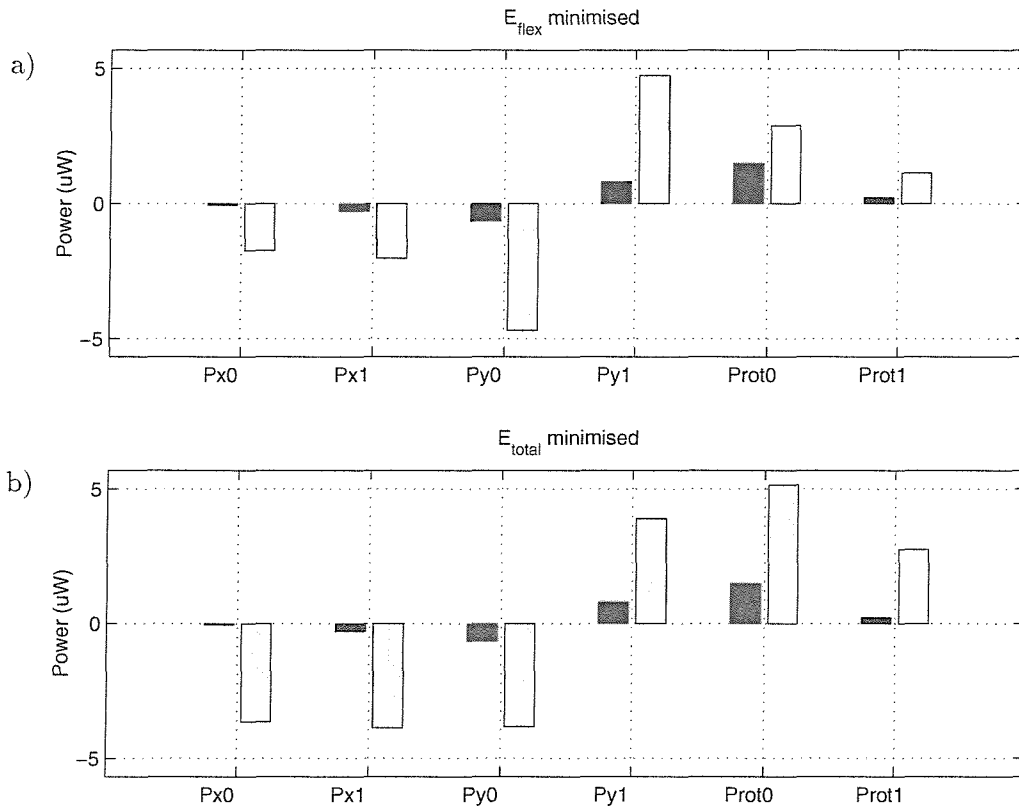 E_flex minimised
a)
Power (uW)
5
0
−5
Px0 Px1 Py0 Py1 Prot0 Prot1
E_total minimised
b)
Power (uW)
5
0
−5
Px0 Px1 Py0 Py1 Prot0 Prot1